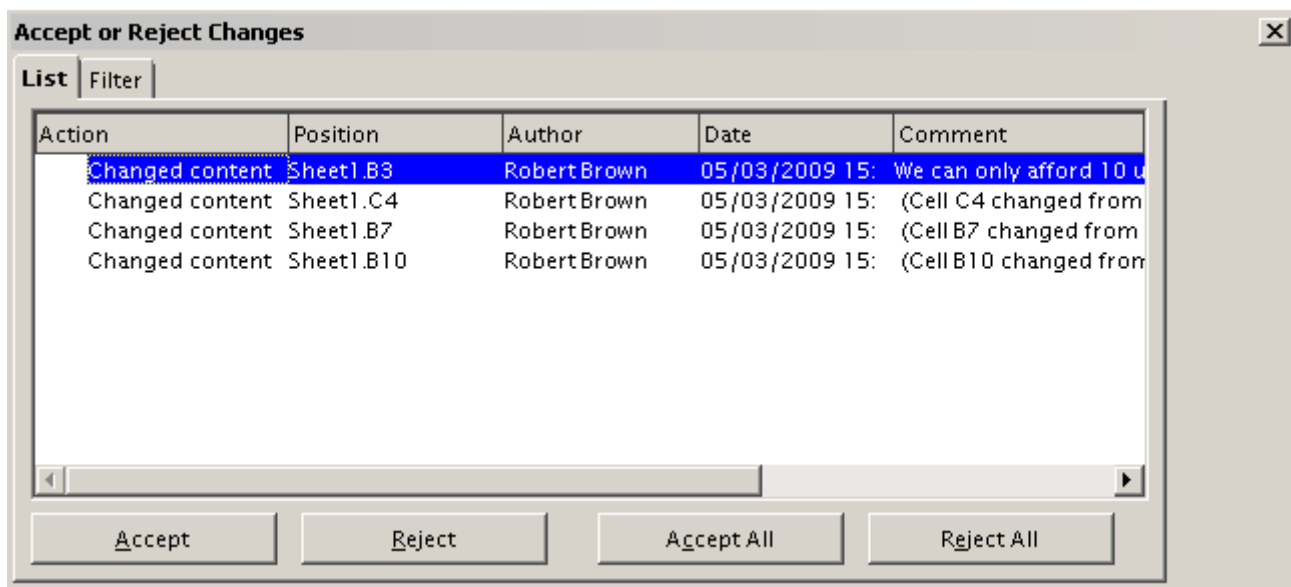 Accept or Reject Changes
List Filter
Action Position Author Date Comment
Changed content Sheet1.B3 Robert Brown 05/03/2009 15: We can only afford 10 u
Changed content Sheet1.C4 Robert Brown 05/03/2009 15: (Cell C4 changed from
Changed content Sheet1.B7 Robert Brown 05/03/2009 15: (Cell B7 changed from
Changed content Sheet1.B10 Robert Brown 05/03/2009 15: (Cell B10 changed from
Accept Reject Accept All Reject All